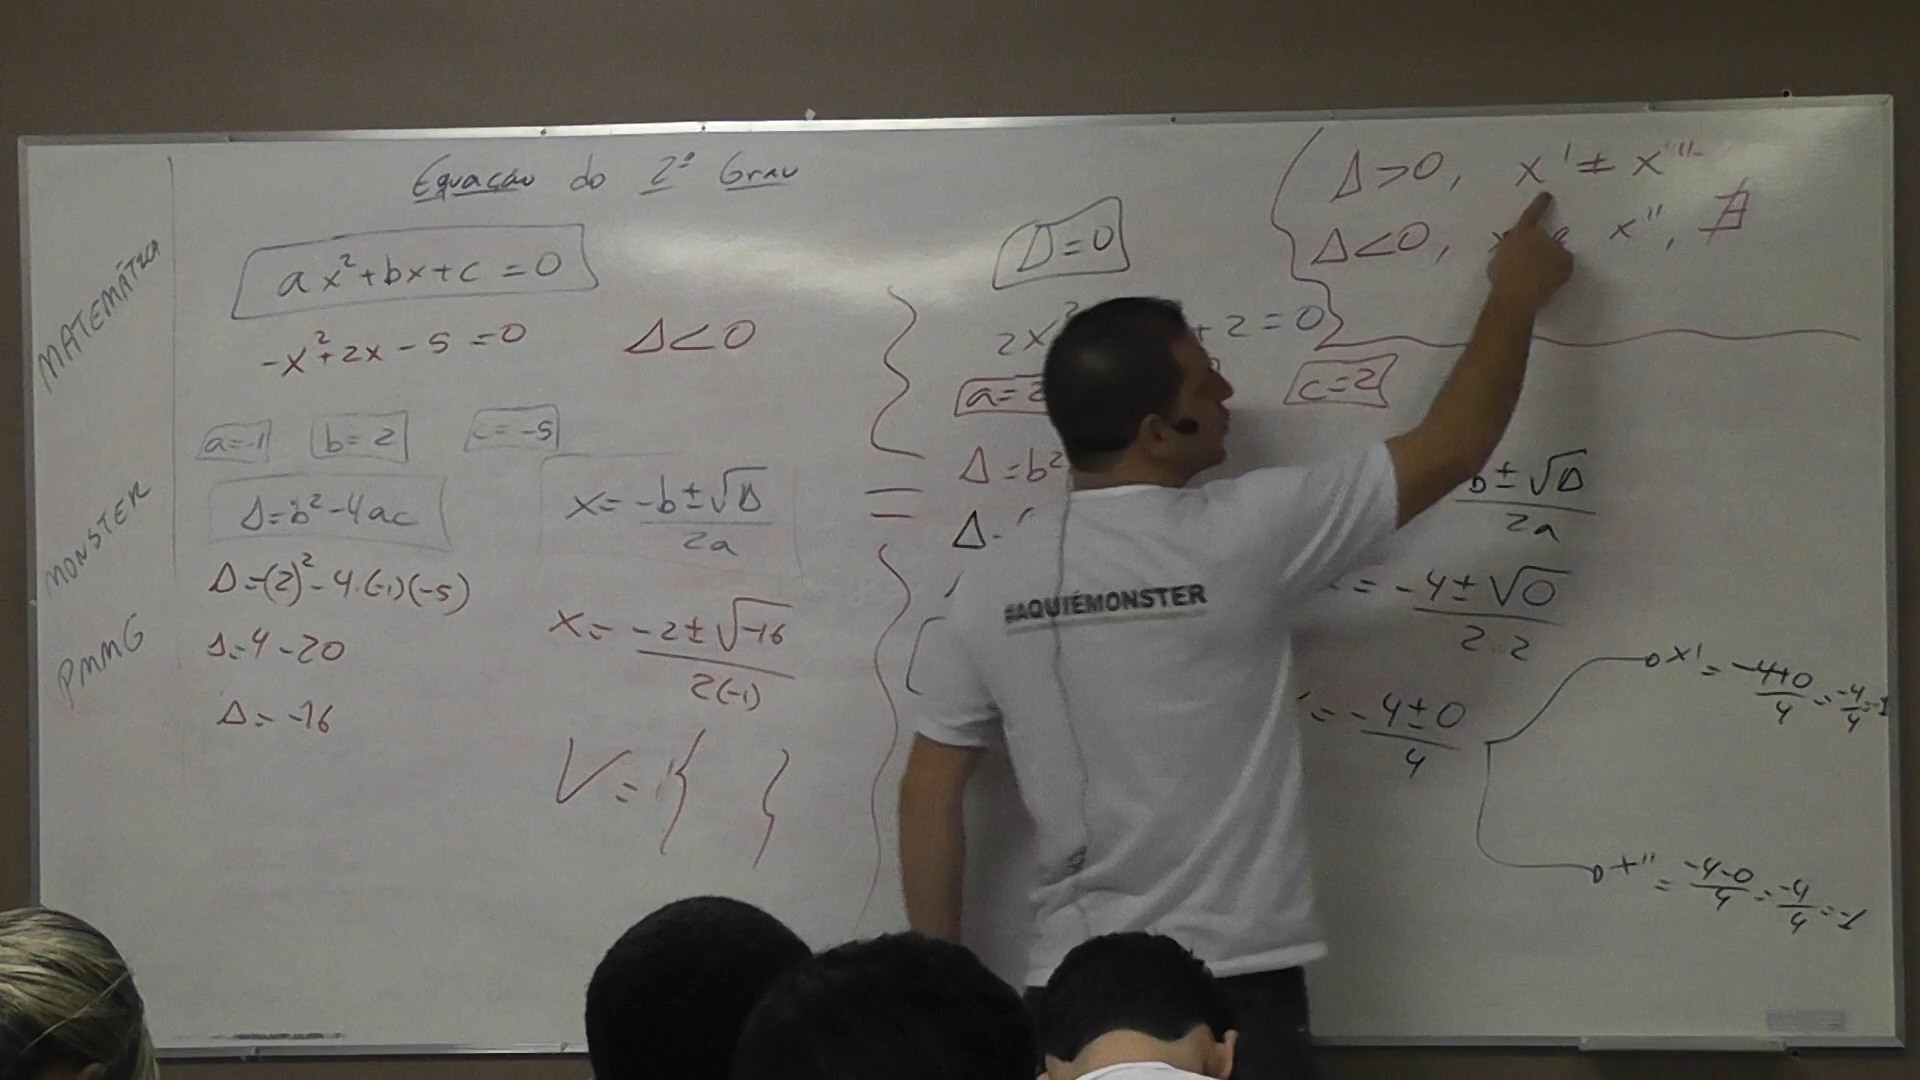 MATEMÁTICA
MONSTER
PMMG
Equação do 2º Grau
ax²+bx+c=0
-x²+2x-5=0
Δ<0
a=-1 b=2 c=-5
Δ=b²-4ac
Δ=(2)²-4.(-1)(-5)
Δ=4-20
Δ=-16
x= -b±√Δ / 2a
x= -2±√-16 / 2(-1)
V={ }
Δ=0
2x² +2=0
a=2 c=2
Δ=b²
Δ
b±√Δ / 2a
= -4±√0 / 2.2
= -4±0 / 4
x'= -4+0 / 4 = -4/4 =-1
x''= -4-0 / 4 = -4/4 =-1
Δ>0, x'≠x''
Δ<0, x'', ∄
#AQUIÉMONSTER